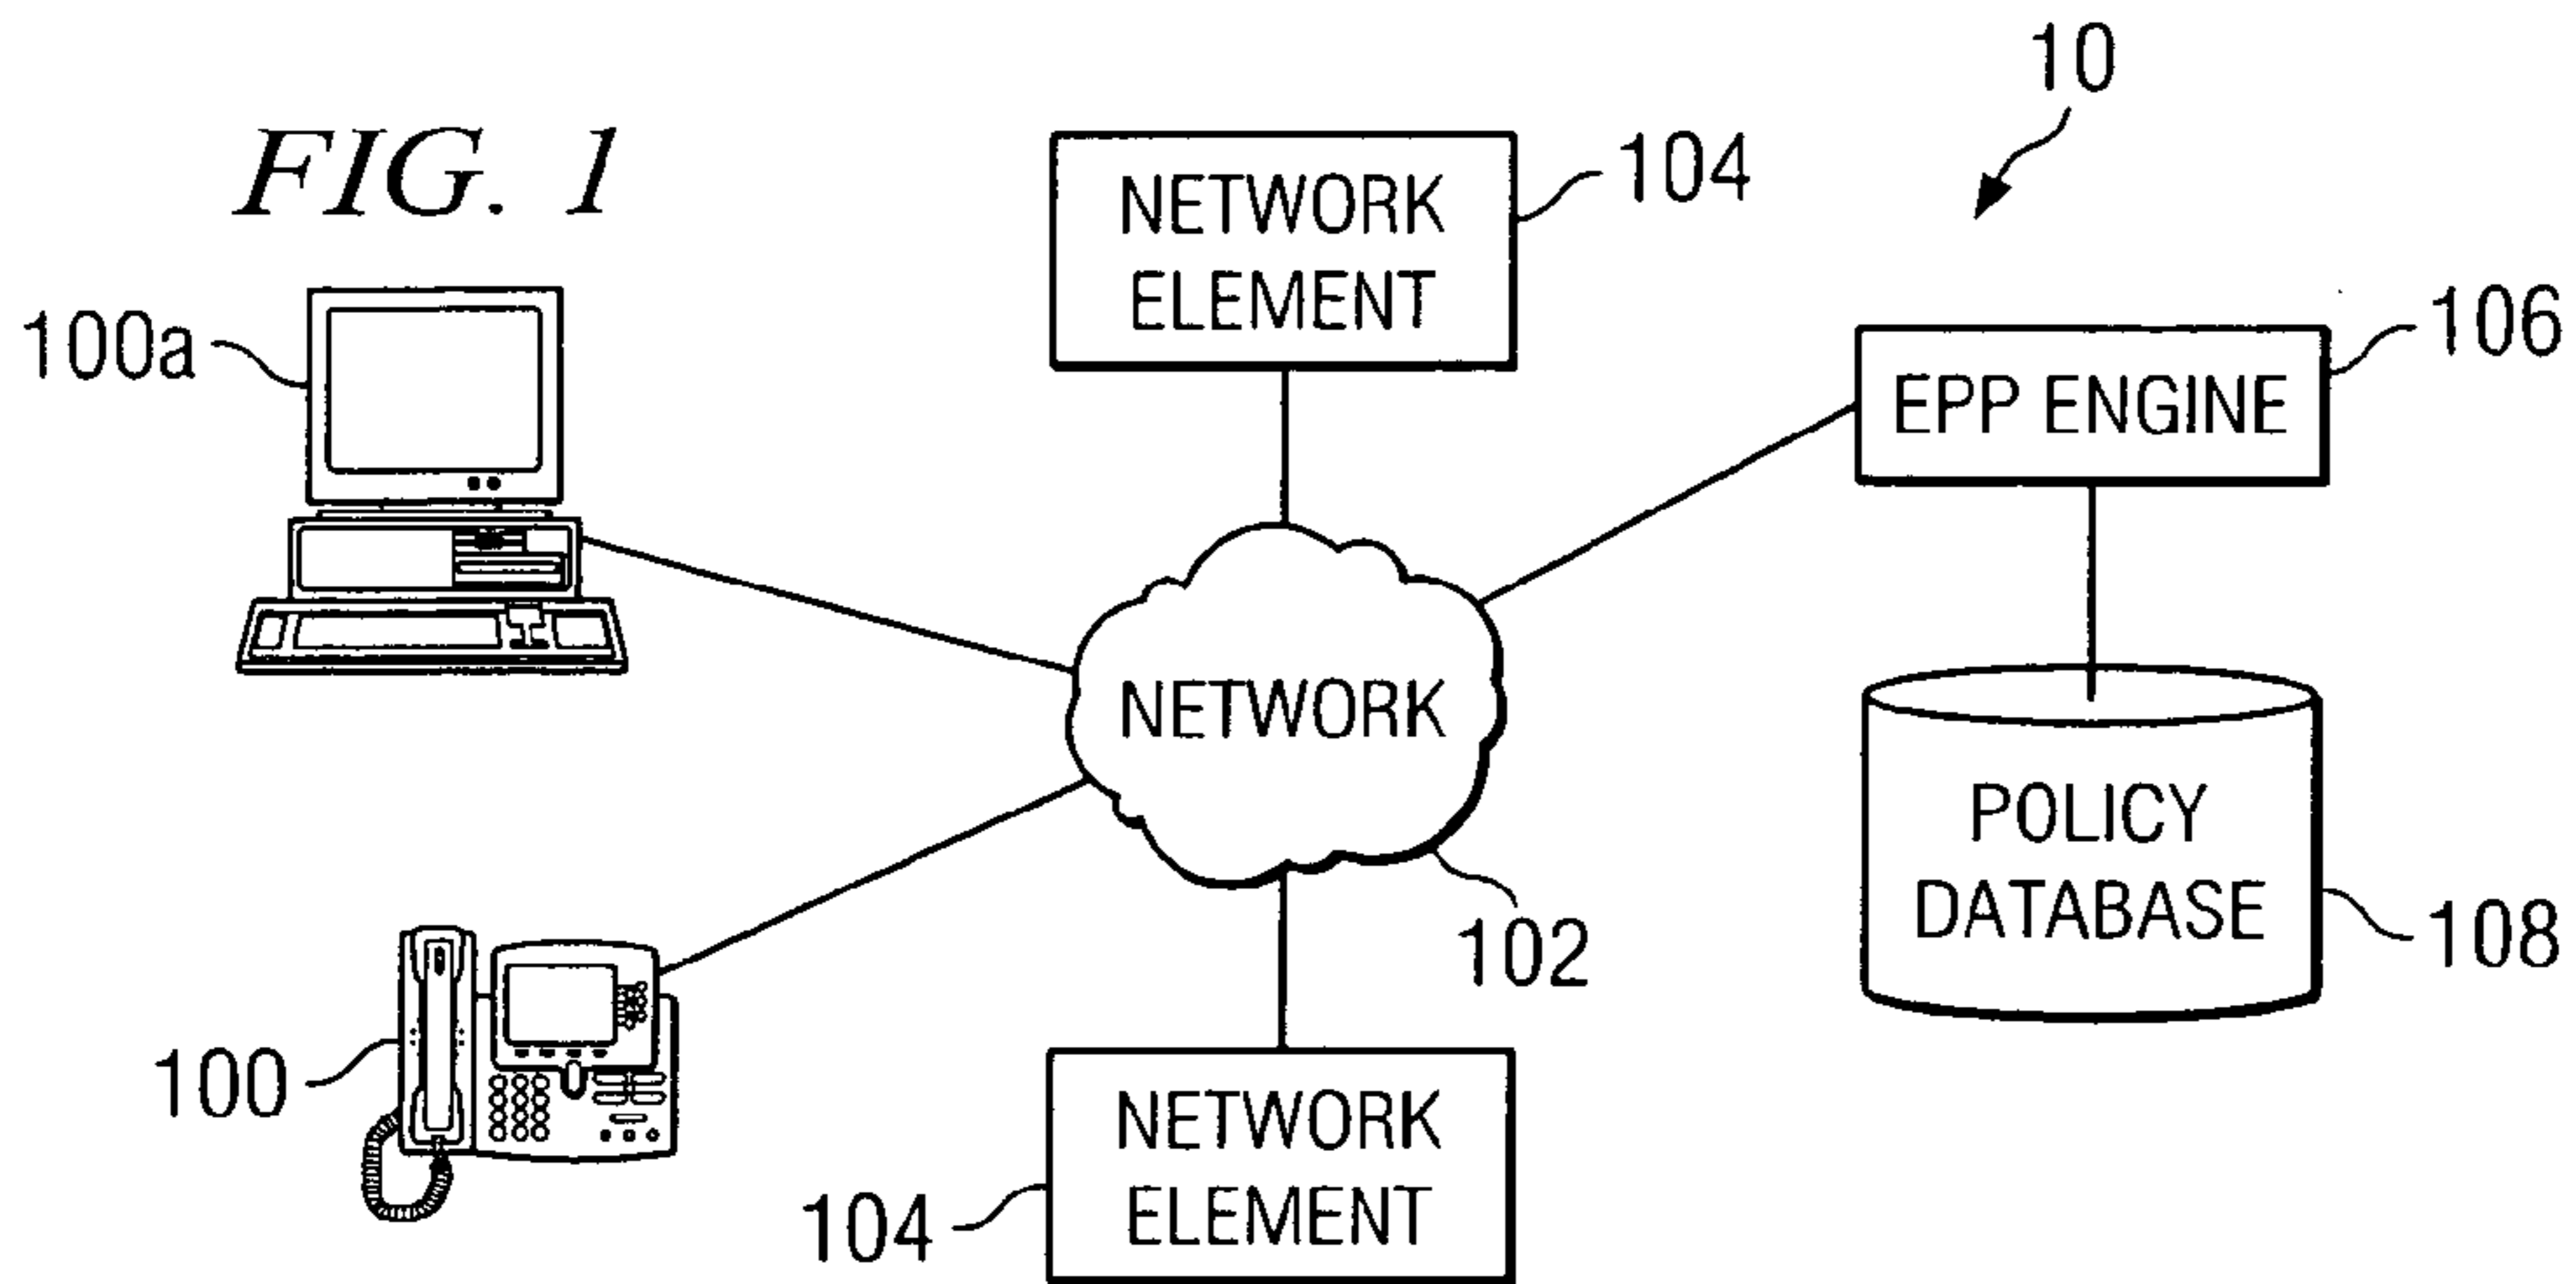 FIG. 1
10
NETWORK
ELEMENT
104
100a
EPP ENGINE
106
NETWORK
102
POLICY
DATABASE
108
100
NETWORK
ELEMENT
104